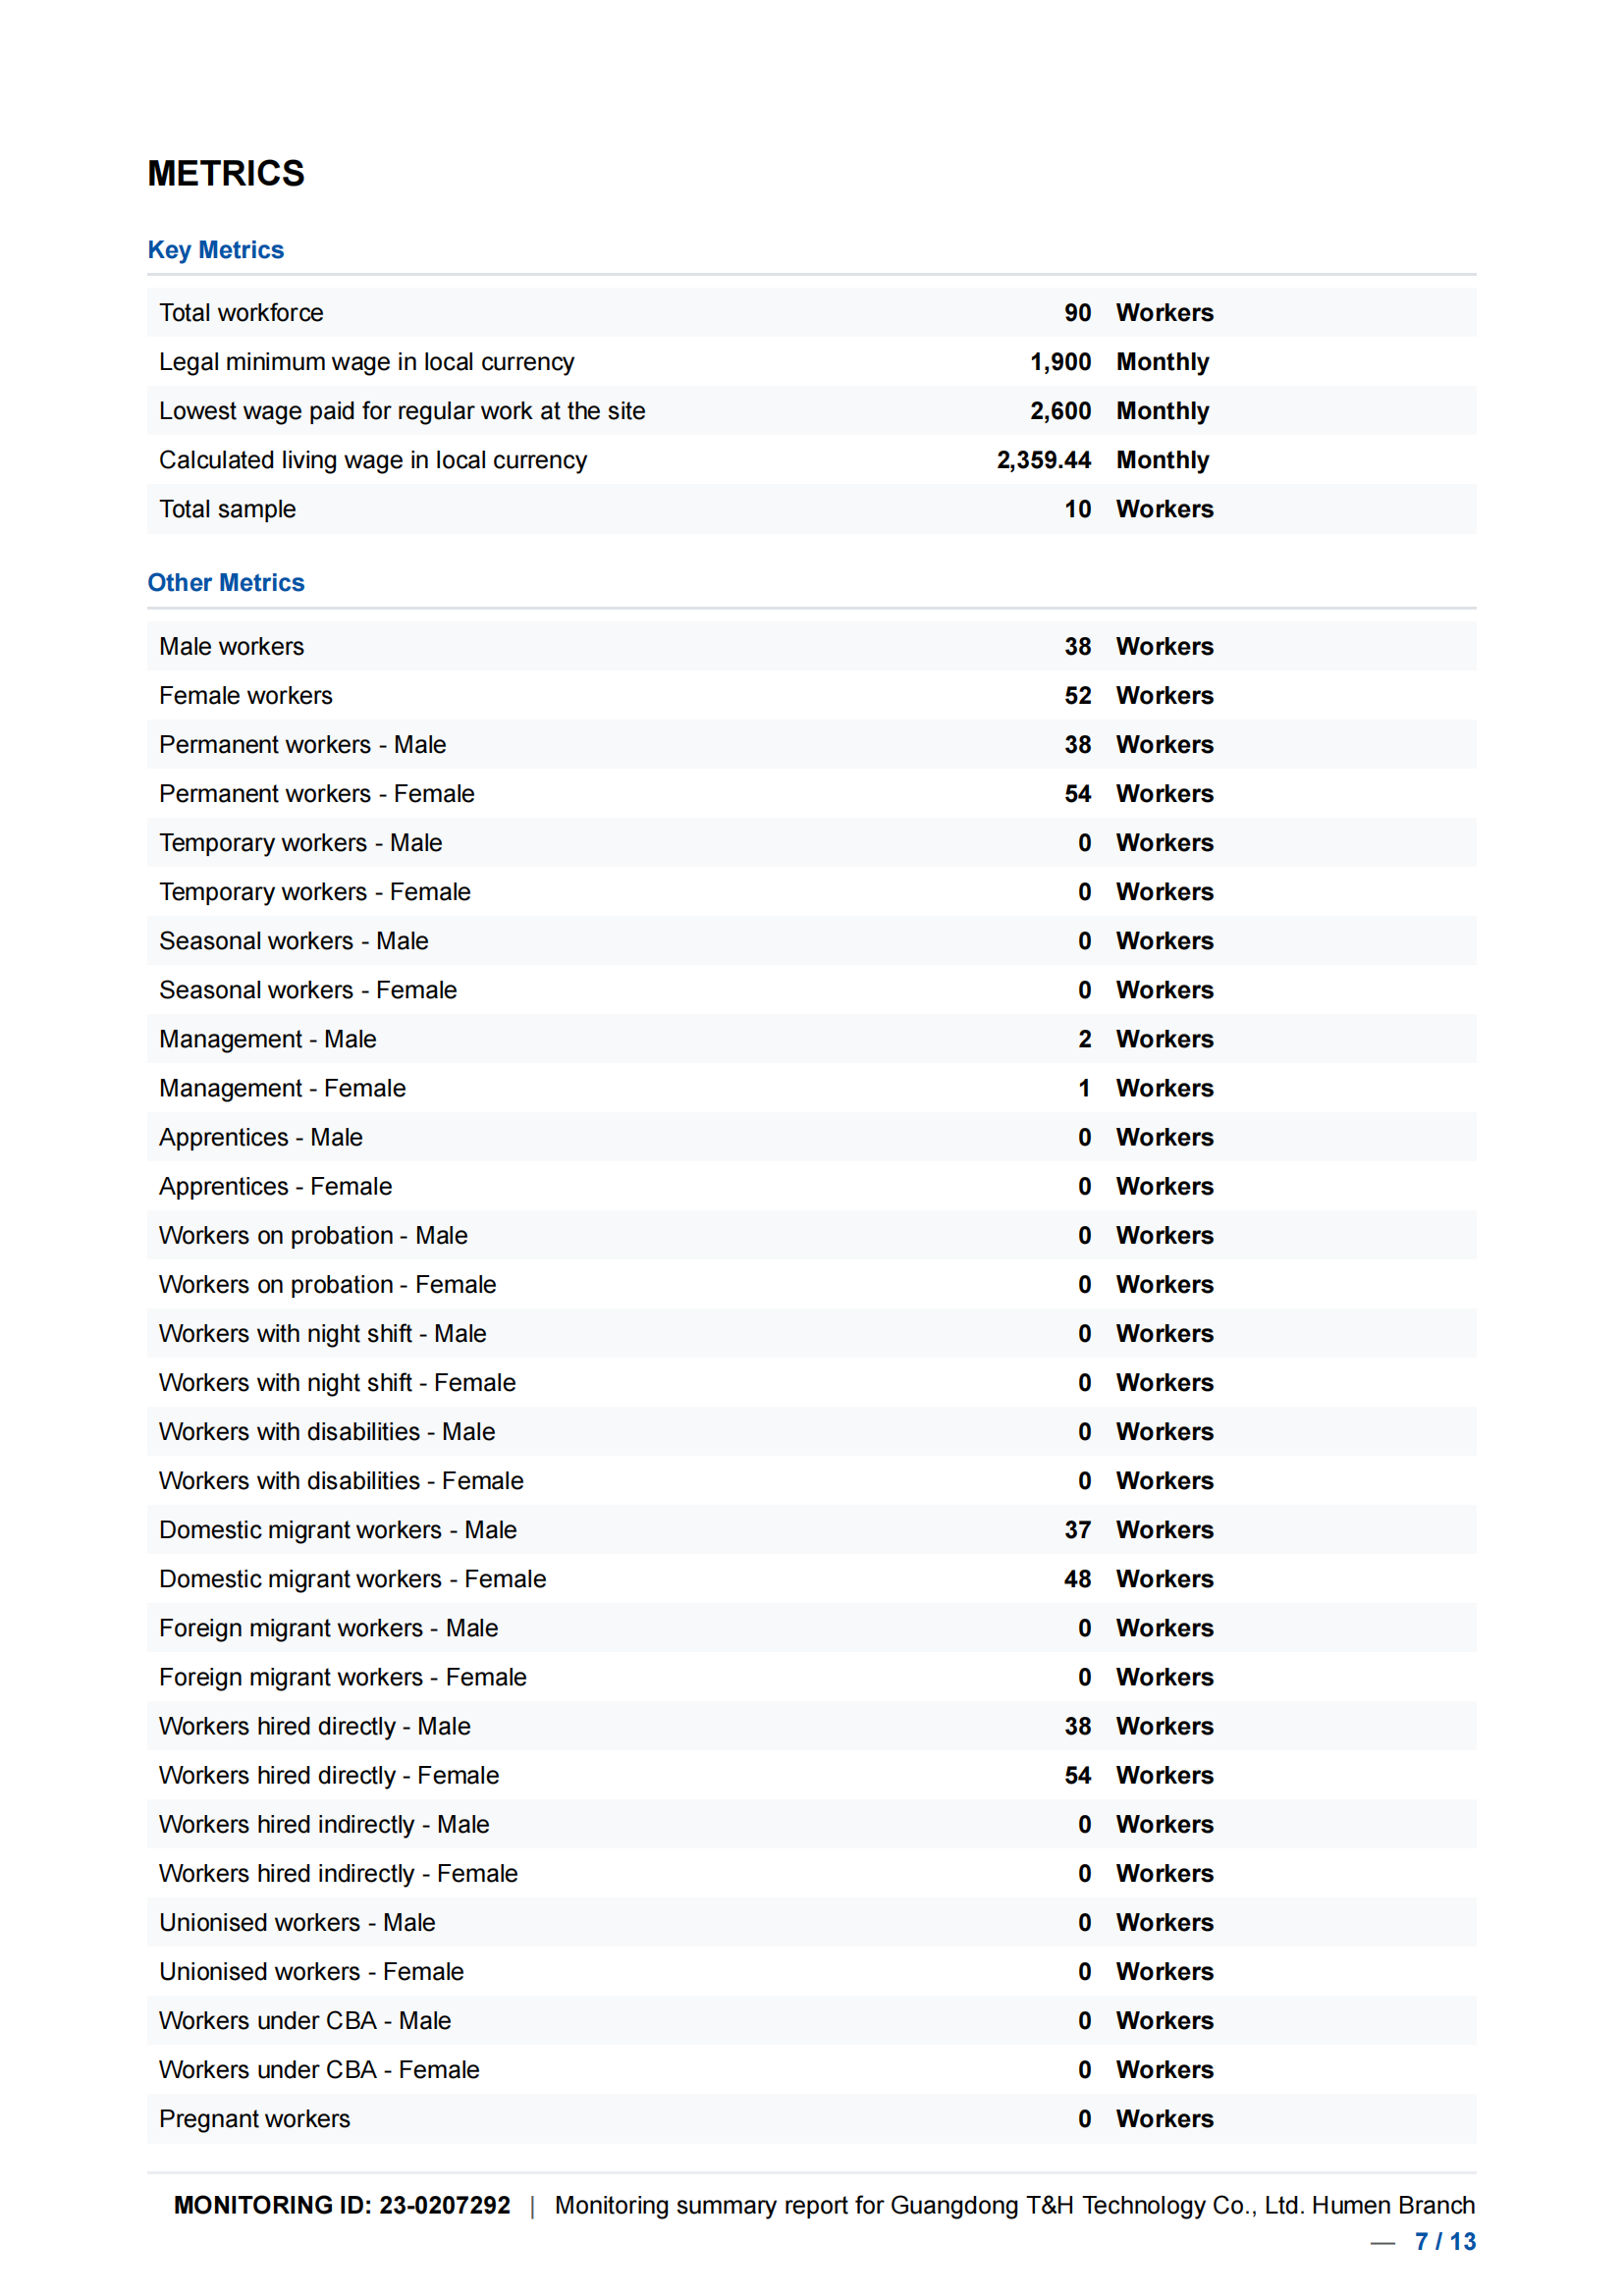 METRICS
Key Metrics
Total workforce 90 Workers
Legal minimum wage in local currency 1,900 Monthly
Lowest wage paid for regular work at the site 2,600 Monthly
Calculated living wage in local currency 2,359.44 Monthly
Total sample 10 Workers
Other Metrics
Male workers 38 Workers
Female workers 52 Workers
Permanent workers - Male 38 Workers
Permanent workers - Female 54 Workers
Temporary workers - Male 0 Workers
Temporary workers - Female 0 Workers
Seasonal workers - Male 0 Workers
Seasonal workers - Female 0 Workers
Management - Male 2 Workers
Management - Female 1 Workers
Apprentices - Male 0 Workers
Apprentices - Female 0 Workers
Workers on probation - Male 0 Workers
Workers on probation - Female 0 Workers
Workers with night shift - Male 0 Workers
Workers with night shift - Female 0 Workers
Workers with disabilities - Male 0 Workers
Workers with disabilities - Female 0 Workers
Domestic migrant workers - Male 37 Workers
Domestic migrant workers - Female 48 Workers
Foreign migrant workers - Male 0 Workers
Foreign migrant workers - Female 0 Workers
Workers hired directly - Male 38 Workers
Workers hired directly - Female 54 Workers
Workers hired indirectly - Male 0 Workers
Workers hired indirectly - Female 0 Workers
Unionised workers - Male 0 Workers
Unionised workers - Female 0 Workers
Workers under CBA - Male 0 Workers
Workers under CBA - Female 0 Workers
Pregnant workers 0 Workers
MONITORING ID: 23-0207292 | Monitoring summary report for Guangdong T&H Technology Co., Ltd. Humen Branch
— 7 / 13